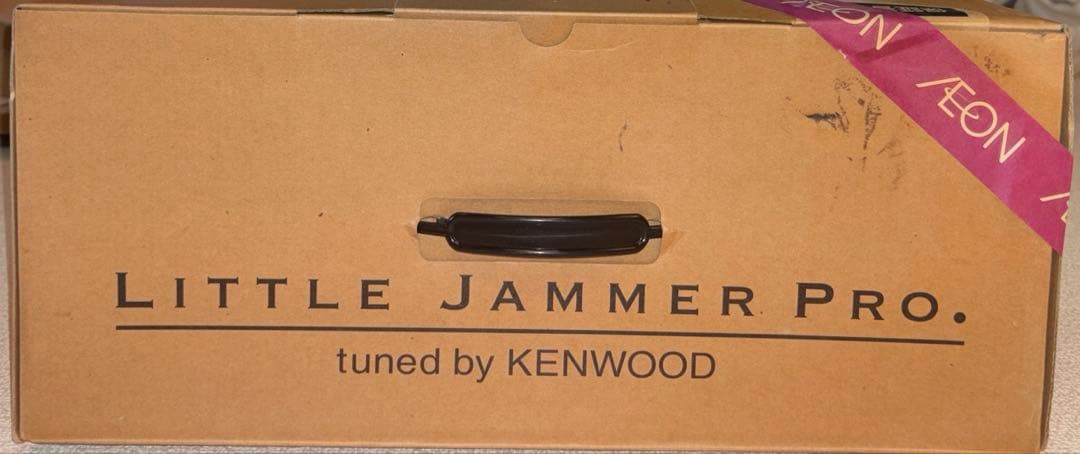 ÆON
ÆON
LITTLE JAMMER PRO.
tuned by KENWOOD